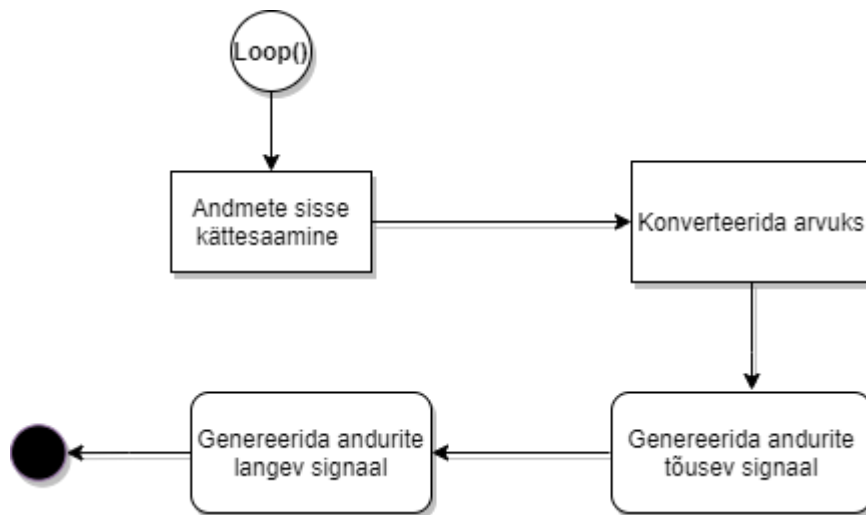 Loop()
Andmete sisse
kättesaamine
Konverteerida arvuks
Genereerida andurite
tõusev signaal
Genereerida andurite
langev signaal